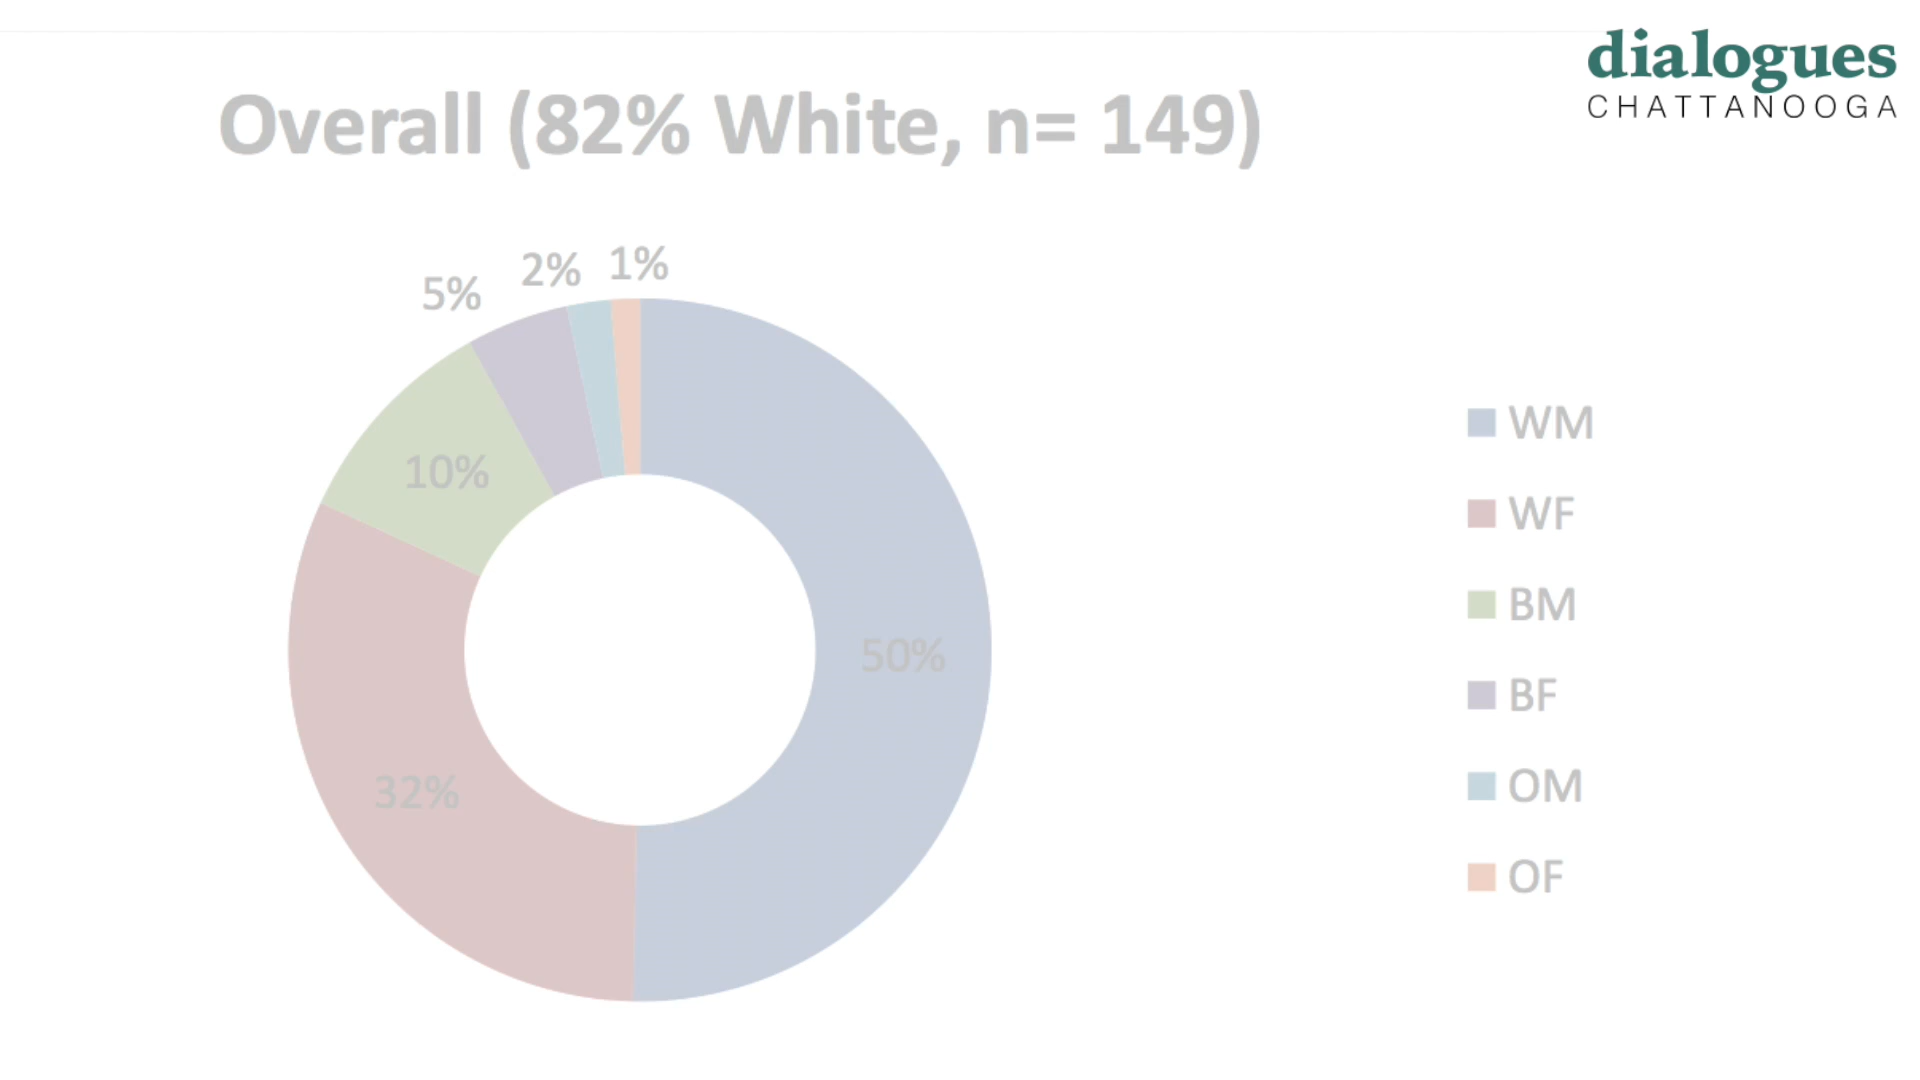 dialogues
CHATTANOOGA
Overall (82% White, n= 149)
5%
2%
1%
10%
50%
32%
WM
WF
BM
BF
OM
OF